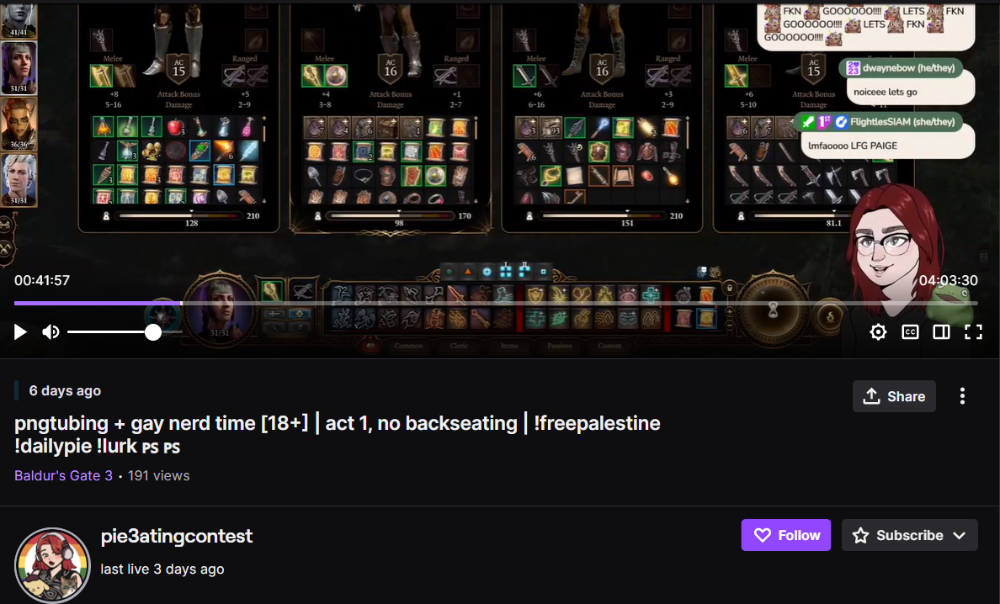 FKN GOOOOOO!!!! LETS FKN
GOOOOOO!!!! LETS FKN
GOOOOOO!!!!
41/41
dwaynebow (he/they)
noiceee lets go
31/31
1ST FlightlesSIAM (she/they)
lmfaoooo LFG PAIGE
36/36
31/31
Melee AC 15 Ranged
+8 Attack Bonus +5
5~16 Damage 2~9
128 210
Melee AC 16 Ranged
+4 Attack Bonus +1
3~8 Damage 2~7
98 170
Melee AC 16 Ranged
+6 Attack Bonus +3
6~16 Damage 2~9
151 210
Melee AC 15
+6 Attack Bonus
5~10 Damage
81.1
00:41:57
04:03:30
31/31
Common Cleric Items Passives Custom
CC
6 days ago
Share
pngtubing + gay nerd time [18+] | act 1, no backseating | !freepalestine
!dailypie !lurk PS PS
Baldur's Gate 3 • 191 views
pie3atingcontest
last live 3 days ago
Follow
Subscribe